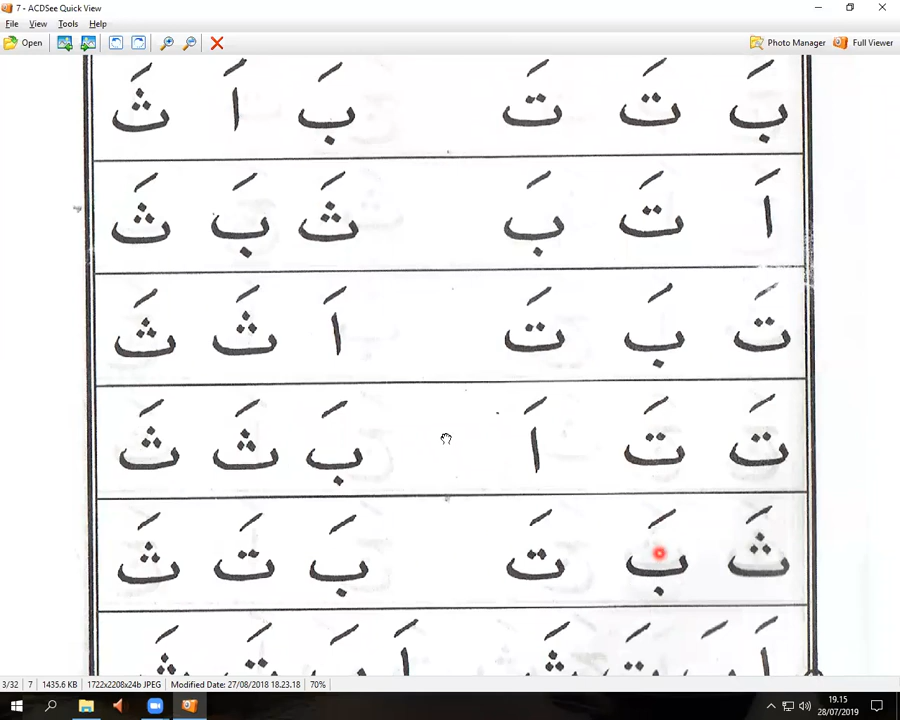 7 - ACDSee Quick View
File View Tools Help
Open Photo Manager Full Viewer
بَ تَ تَ بَ اَ ثَ
اَ تَ بَ ثَ بَ ثَ
تَ بَ تَ اَ ثَ ثَ
تَ تَ اَ بَ ثَ ثَ
ثَ بَ تَ بَ تَ ثَ
اَ بَ تَ ثَ اَ بَ تَ ثَ
3/32 7 1435.6 KB 1722x2208x24b JPEG Modified Date: 27/08/2018 18.23.18 70%
19.15
28/07/2019